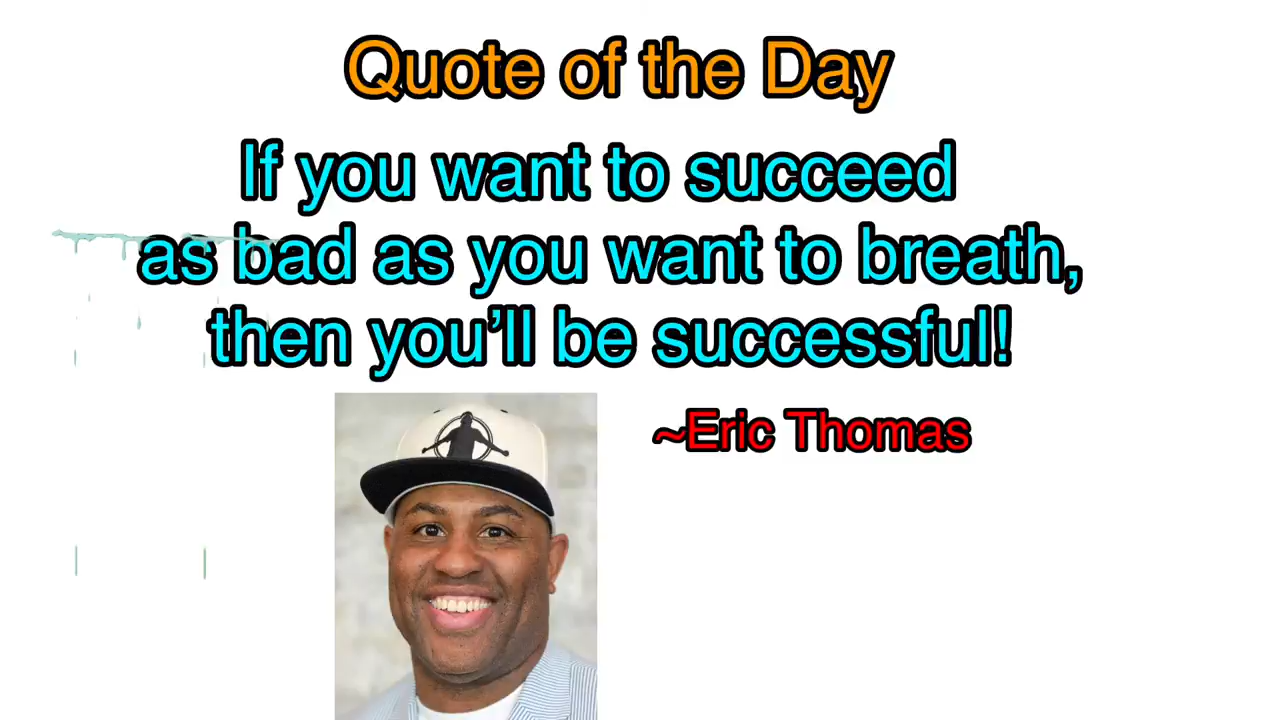 Quote of the Day
If you want to succeed
as bad as you want to breath,
then you’ll be successful!
~Eric Thomas